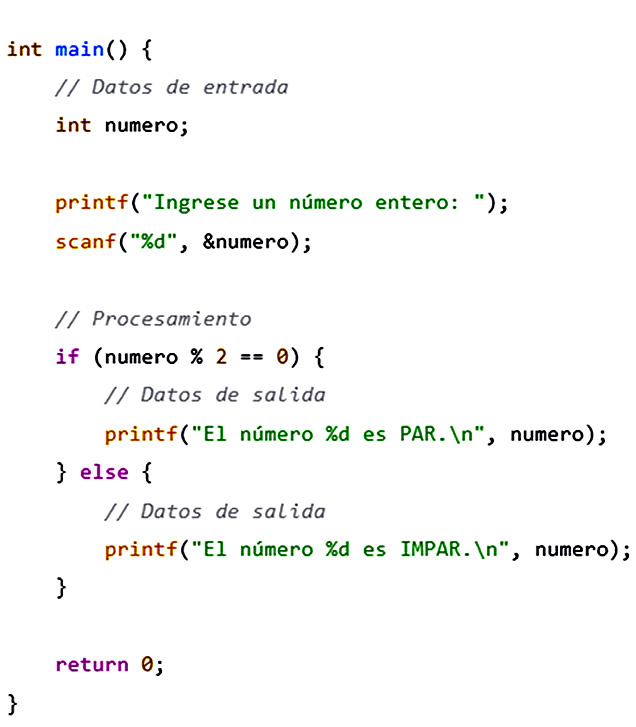 int main() {
    // Datos de entrada
    int numero;

    printf("Ingrese un número entero: ");
    scanf("%d", &numero);

    // Procesamiento
    if (numero % 2 == 0) {
        // Datos de salida
        printf("El número %d es PAR.\n", numero);
    } else {
        // Datos de salida
        printf("El número %d es IMPAR.\n", numero);
    }

    return 0;
}